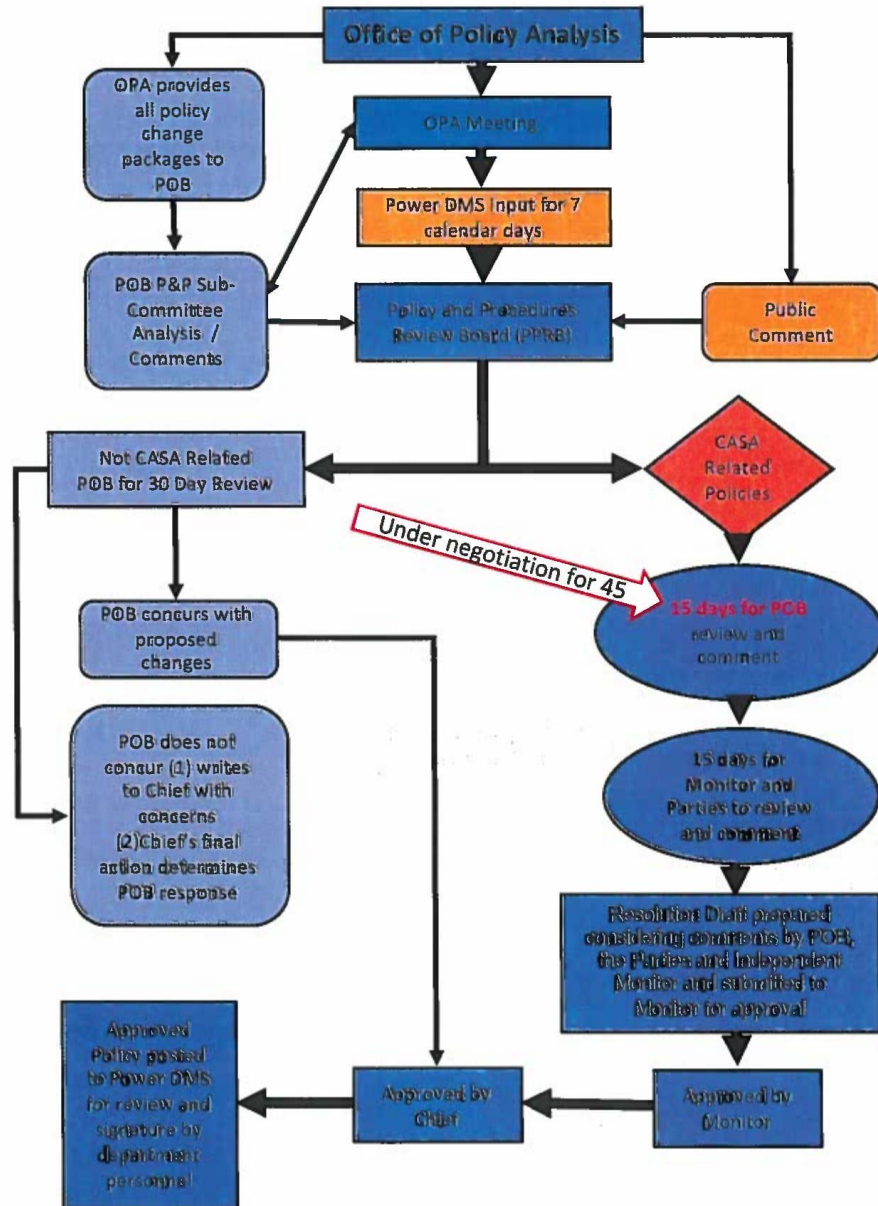 Office of Policy Analysis
OPA provides
all policy
change
packages to
POB
OPA Meeting
Power DMS Input for 7
calendar days
POB P&P Sub-
Committee
Analysis /
Comments
Policy and Procedures
Review Board (PPRB)
Public
Comment
Not CASA Related
POB for 30 Day Review
CASA
Related
Policies
Under negotiation for 45
15 days for POB
review and
comment
POB concurs with
proposed
changes
POB does not
concur (1) writes
to Chief with
concerns
(2)Chief's final
action determines
POB response
15 days for
Monitor and
Parties to review
and comment
Resolution Draft prepared
considering comments by POB,
the Parties and Independent
Monitor and submitted to
Monitor for approval
Approved
Policy posted
to Power DMS
for review and
signature by
department
personnel
Approved by
Chief
Approved by
Monitor